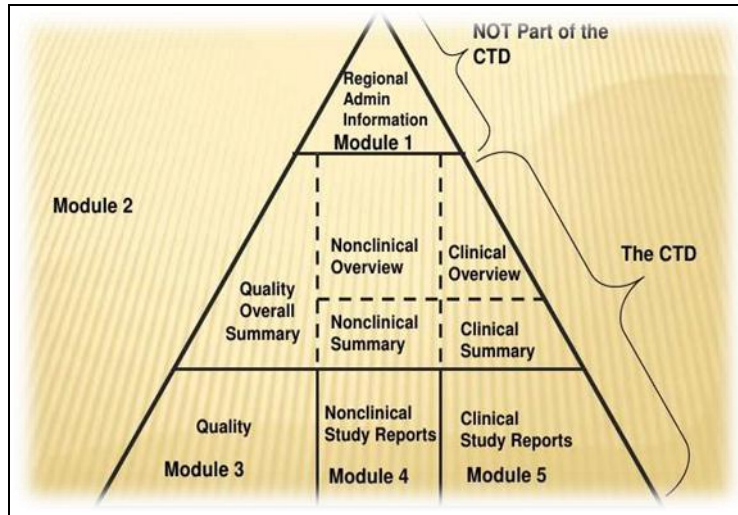 NOT Part of the
CTD
Regional
Admin
Information
Module 1
Module 2
Nonclinical
Overview
Clinical
Overview
The CTD
Quality
Overall
Summary
Nonclinical
Summary
Clinical
Summary
Quality
Module 3
Nonclinical
Study Reports
Module 4
Clinical
Study Reports
Module 5